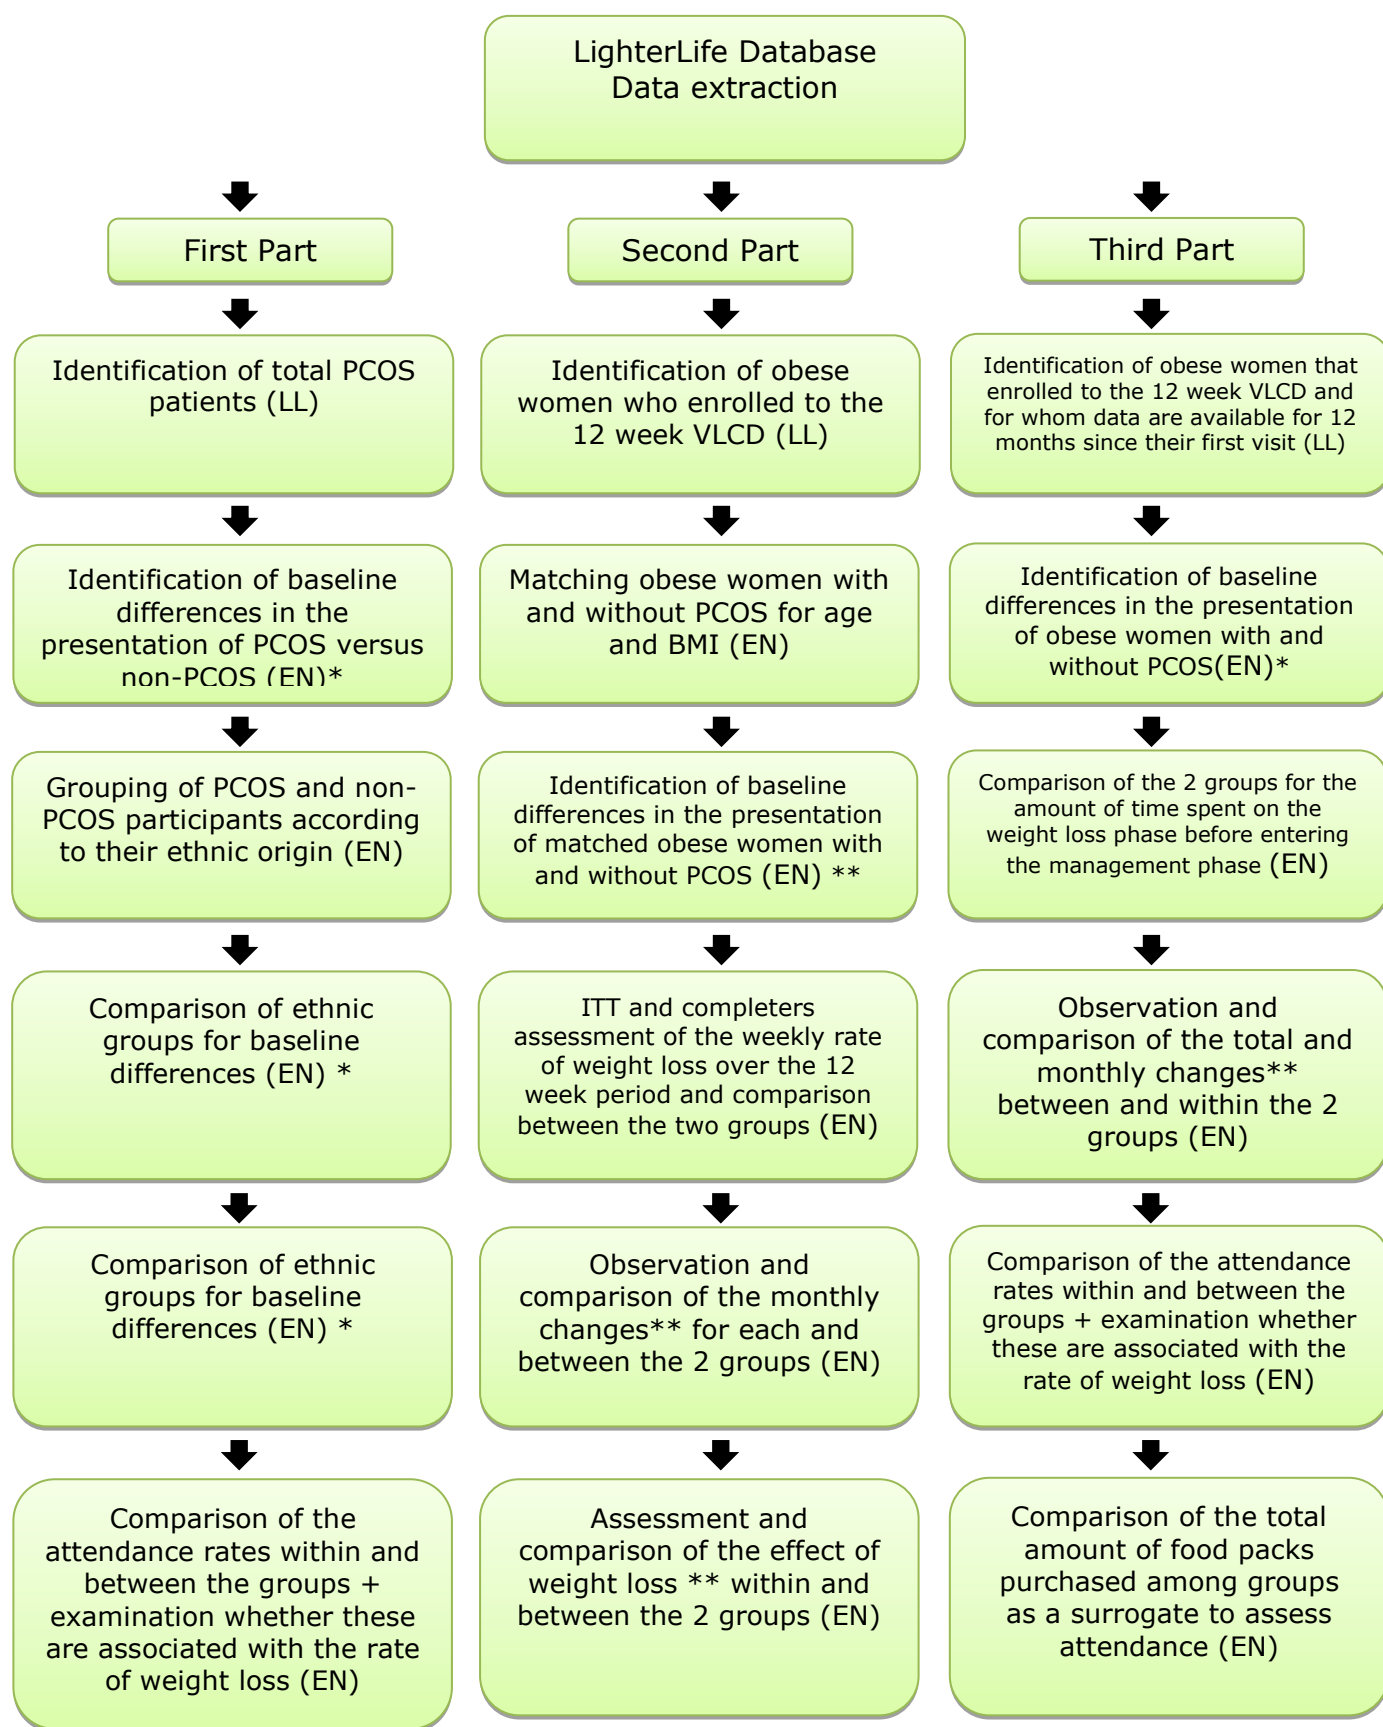 LighterLife Database
Data extraction
First Part
Identification of total PCOS
patients (LL)
Identification of baseline
differences in the
presentation of PCOS versus
non-PCOS (EN)*
Grouping of PCOS and non-
PCOS participants according
to their ethnic origin (EN)
Comparison of ethnic
groups for baseline
differences (EN) *
Comparison of ethnic
groups for baseline
differences (EN) *
Comparison of the
attendance rates within and
between the groups +
examination whether these
are associated with the rate
of weight loss (EN)
Second Part
Identification of obese
women who enrolled to the
12 week VLCD (LL)
Matching obese women with
and without PCOS for age
and BMI (EN)
Identification of baseline
differences in the presentation
of matched obese women with
and without PCOS (EN) **
ITT and completers
assessment of the weekly rate
of weight loss over the 12
week period and comparison
between the two groups (EN)
Observation and
comparison of the monthly
changes** for each and
between the 2 groups (EN)
Assessment and
comparison of the effect of
weight loss ** within and
between the 2 groups (EN)
Third Part
Identification of obese women that
enrolled to the 12 week VLCD and
for whom data are available for 12
months since their first visit (LL)
Identification of baseline
differences in the presentation
of obese women with and
without PCOS(EN)*
Comparison of the 2 groups for the
amount of time spent on the
weight loss phase before entering
the management phase (EN)
Observation and
comparison of the total and
monthly changes**
between and within the 2
groups (EN)
Comparison of the attendance
rates within and between the
groups + examination whether
these are associated with the
rate of weight loss (EN)
Comparison of the total
amount of food packs
purchased among groups
as a surrogate to assess
attendance (EN)